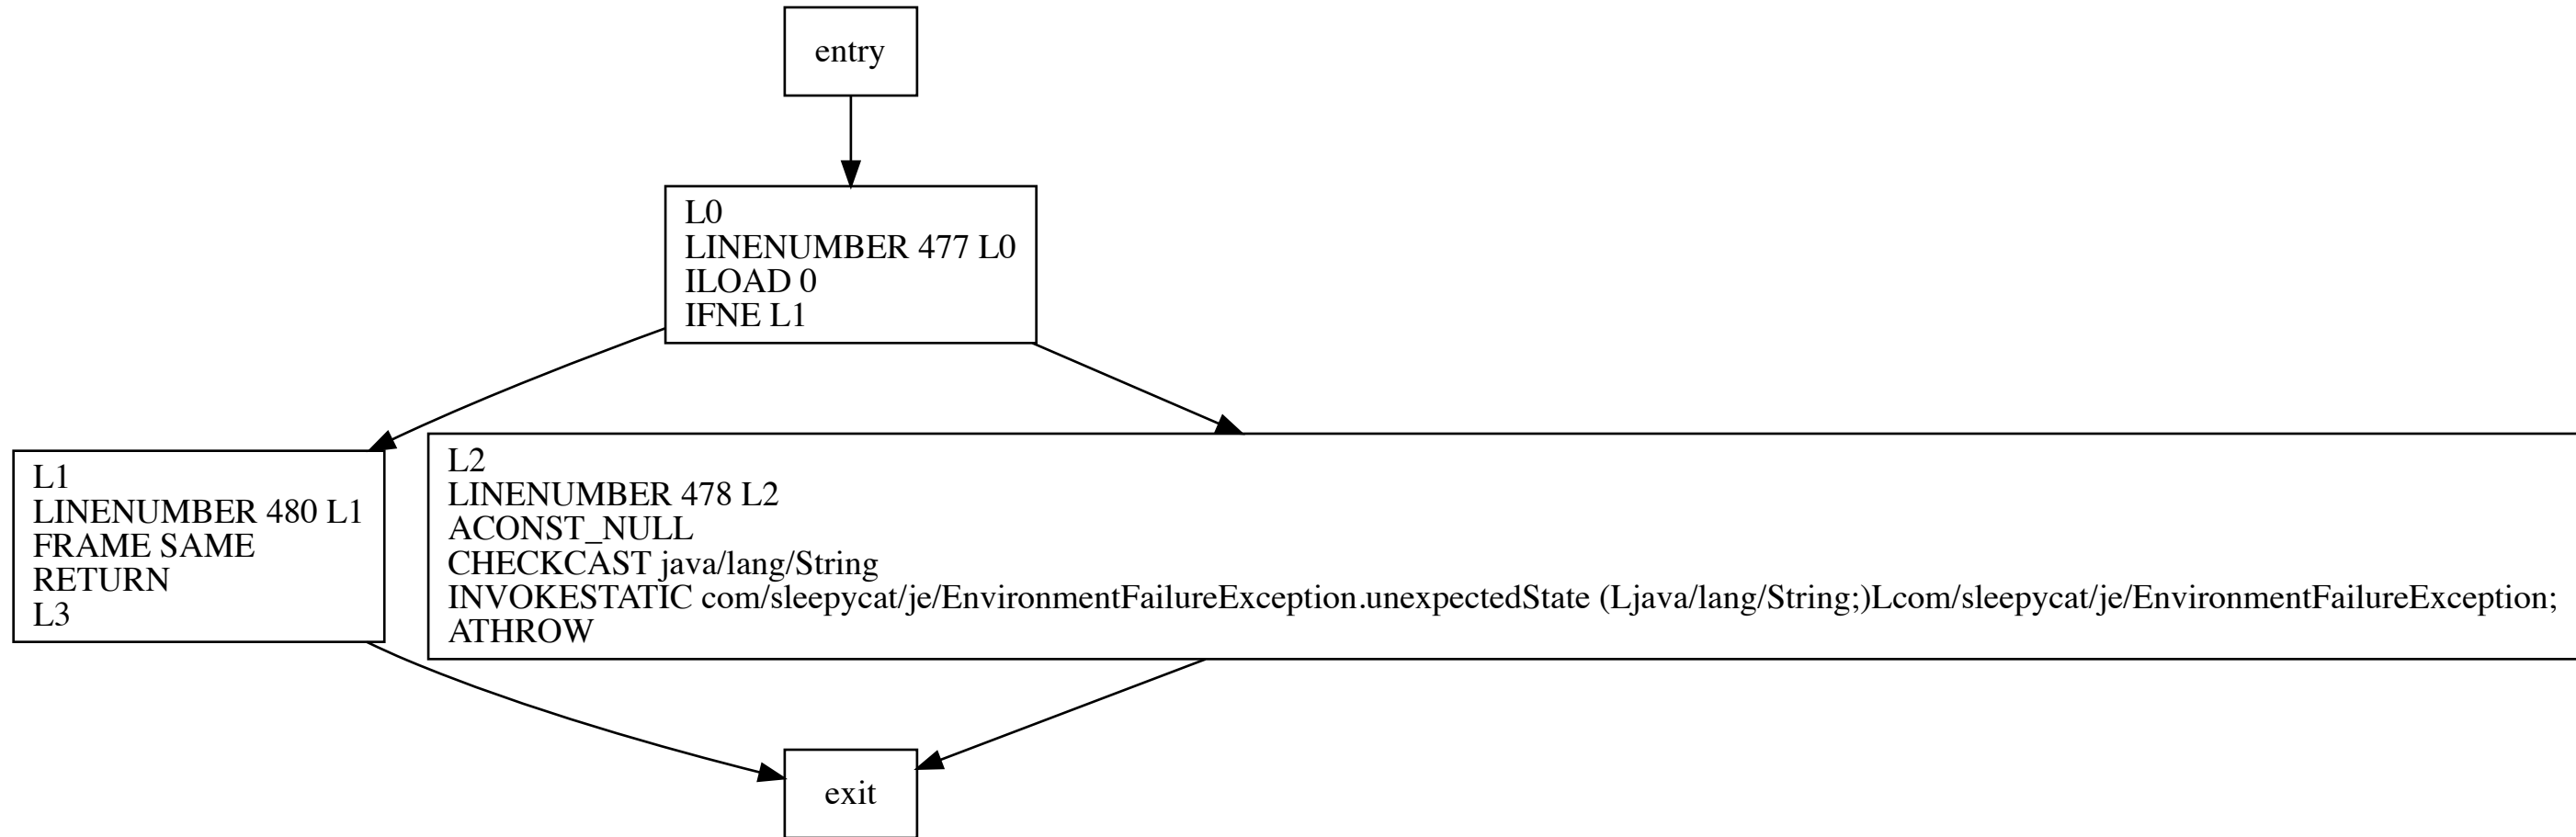 entry
L0
LINENUMBER 477 L0
ILOAD 0
IFNE L1
L1
LINENUMBER 480 L1
FRAME SAME
RETURN
L3
L2
LINENUMBER 478 L2
ACONST_NULL
CHECKCAST java/lang/String
INVOKESTATIC com/sleepycat/je/EnvironmentFailureException.unexpectedState (Ljava/lang/String;)Lcom/sleepycat/je/EnvironmentFailureException;
ATHROW
exit